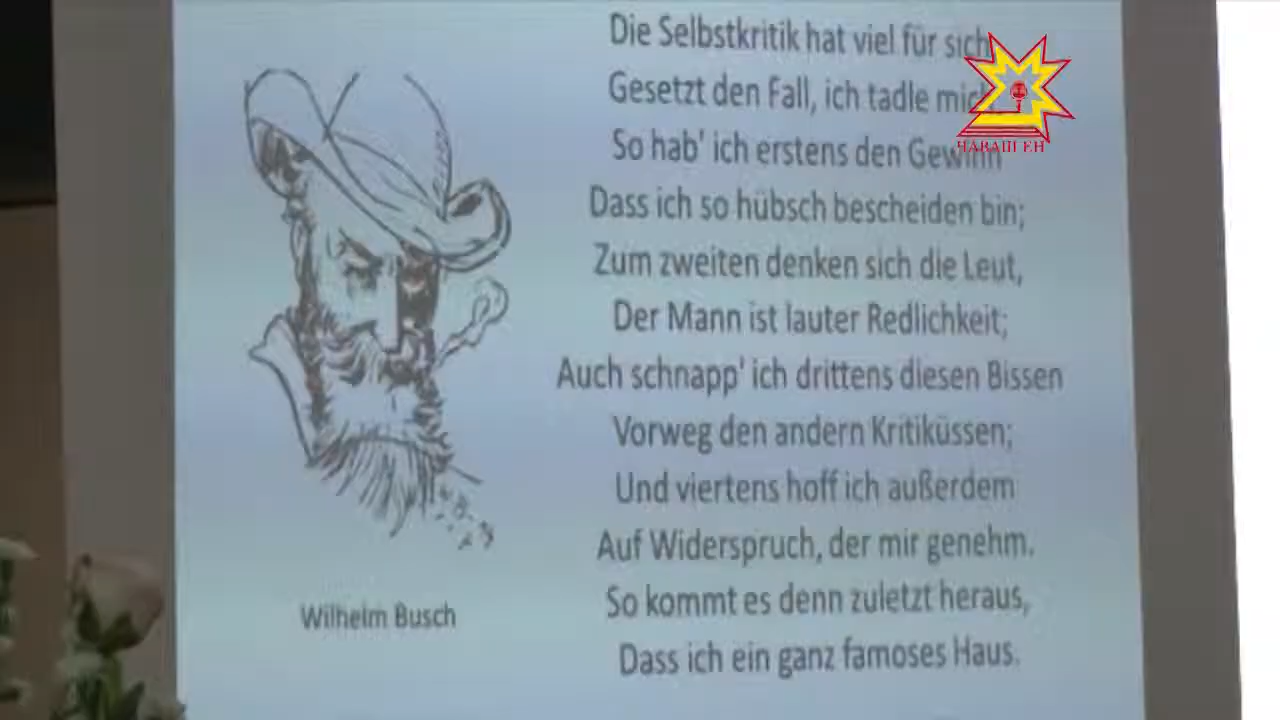 Die Selbstkritik hat viel für sich
Gesetzt den Fall, ich tadle mich
So hab' ich erstens den Gewinn
Dass ich so hübsch bescheiden bin;
Zum zweiten denken sich die Leut,
Der Mann ist lauter Redlichkeit;
Auch schnapp' ich drittens diesen Bissen
Vorweg den andern Kritiküssen;
Und viertens hoff ich außerdem
Auf Widerspruch, der mir genehm.
So kommt es denn zuletzt heraus,
Dass ich ein ganz famoses Haus.
Wilhelm Busch
ЧӐВАШ ЕН